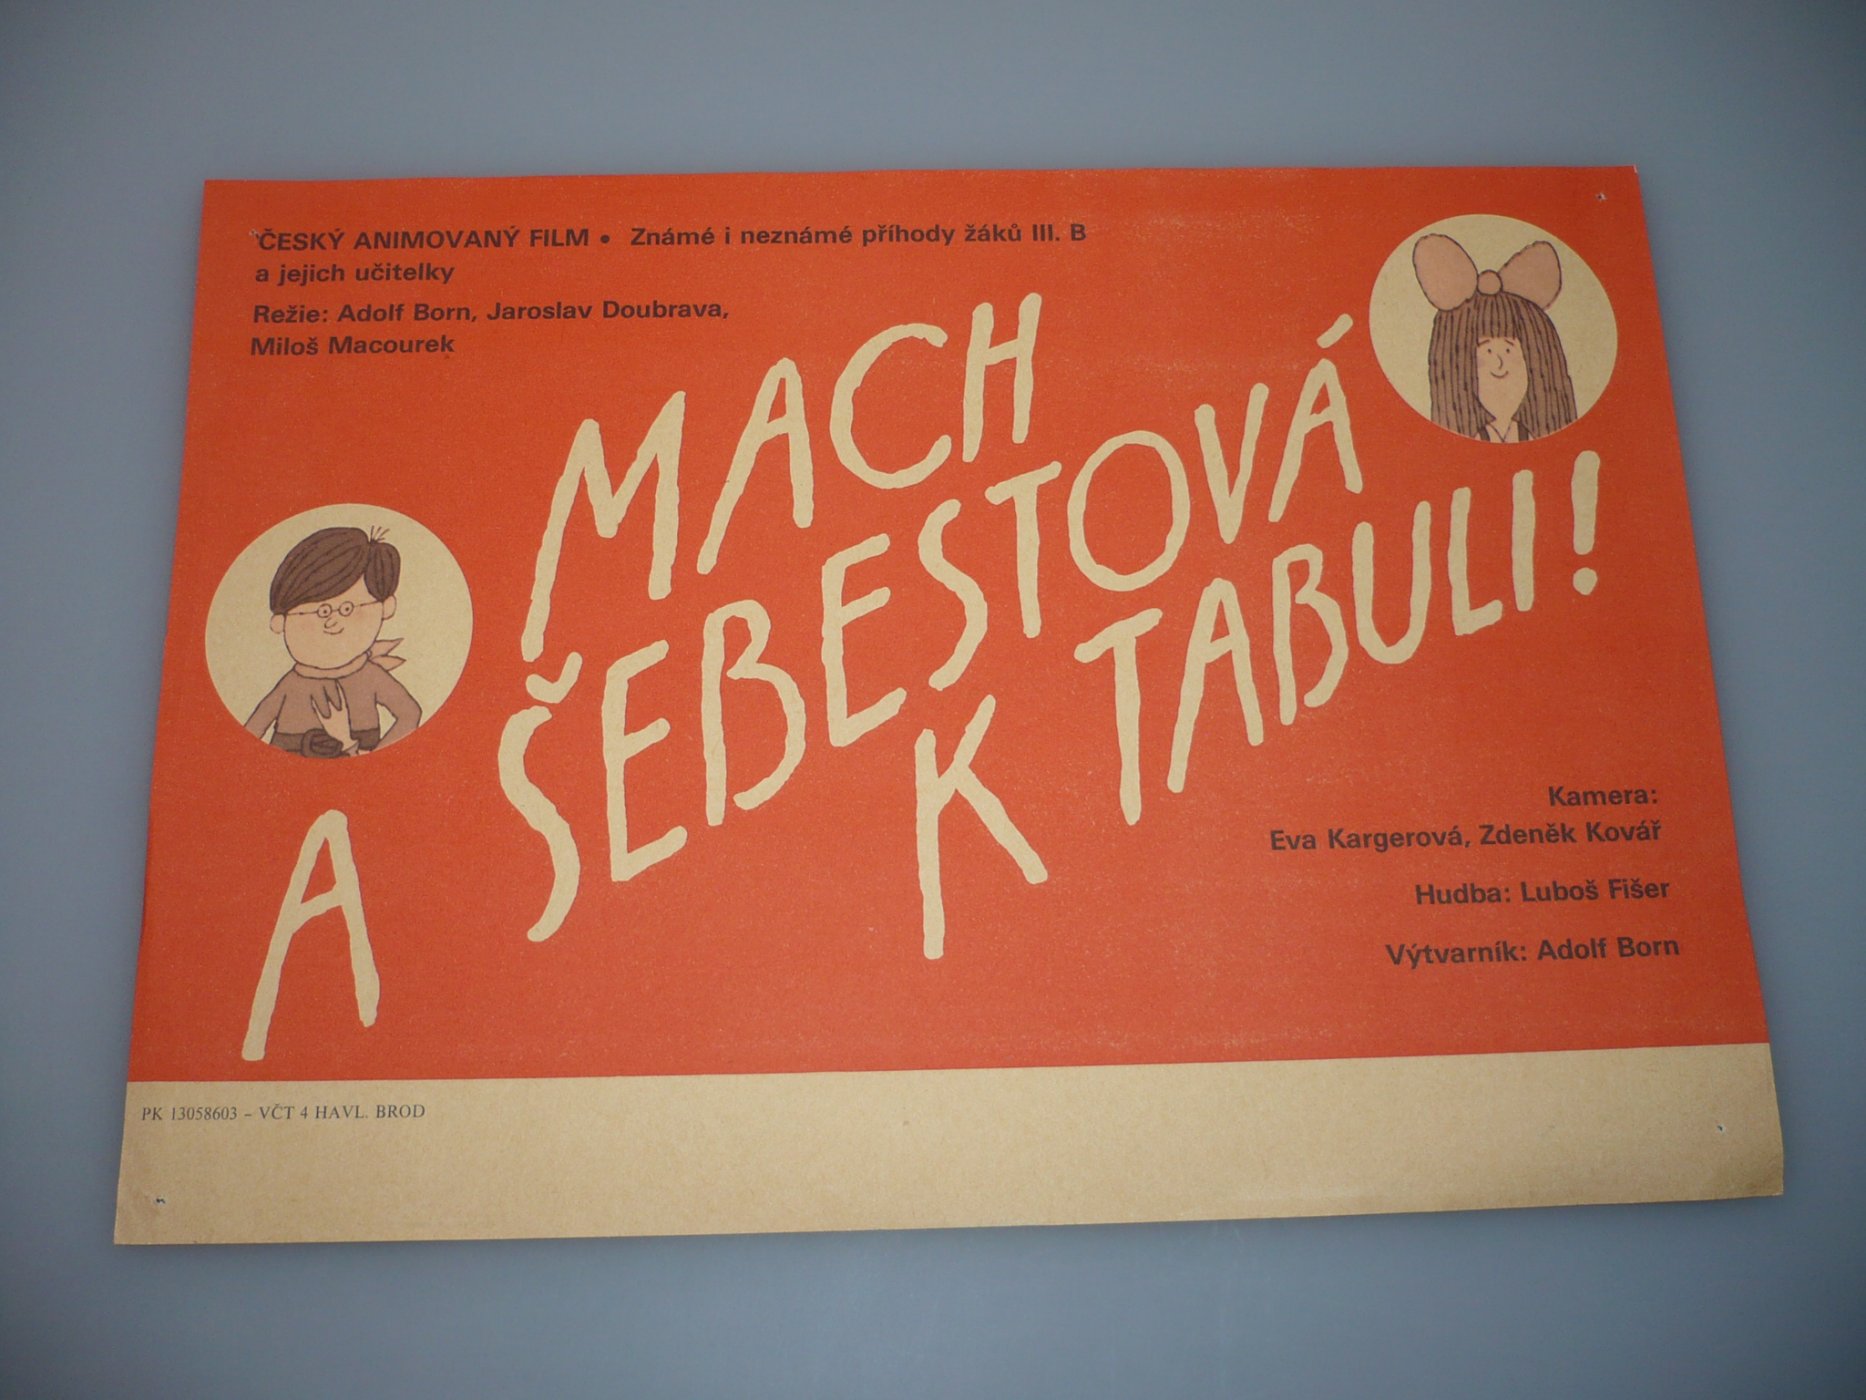 ČESKÝ ANIMOVANÝ FILM • Známé i neznámé příhody žáků III. B
a jejich učitelky
Režie: Adolf Born, Jaroslav Doubrava,
Miloš Macourek
MACH
A ŠEBESTOVÁ
K TABULI!
Kamera:
Eva Kargerová, Zdeněk Kovář
Hudba: Luboš Fišer
Výtvarník: Adolf Born
PK 13058603 – VČT 4 HAVL. BROD